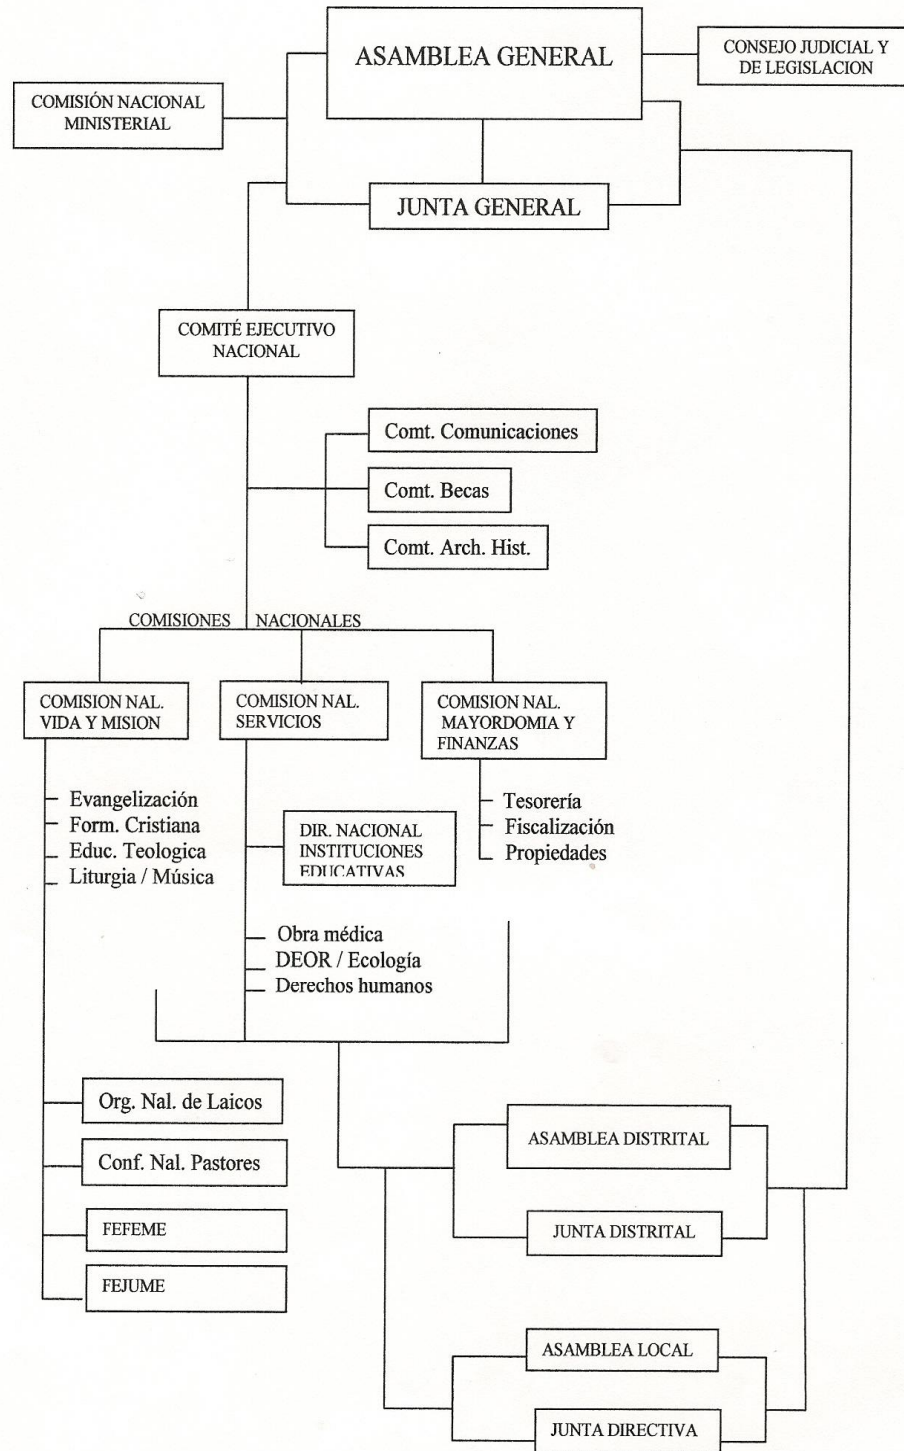 ASAMBLEA GENERAL
CONSEJO JUDICIAL Y
DE LEGISLACION
COMISIÓN NACIONAL
MINISTERIAL
JUNTA GENERAL
COMITÉ EJECUTIVO
NACIONAL
Comt. Comunicaciones
Comt. Becas
Comt. Arch. Hist.
COMISIONES NACIONALES
COMISION NAL.
VIDA Y MISION
COMISION NAL.
SERVICIOS
COMISION NAL.
MAYORDOMIA Y
FINANZAS
Evangelización
Form. Cristiana
Educ. Teologica
Liturgia / Música
DIR. NACIONAL
INSTITUCIONES
EDUCATIVAS
Tesorería
Fiscalización
Propiedades
Obra médica
DEOR / Ecología
Derechos humanos
Org. Nal. de Laicos
Conf. Nal. Pastores
FEFEME
FEJUME
ASAMBLEA DISTRITAL
JUNTA DISTRITAL
ASAMBLEA LOCAL
JUNTA DIRECTIVA